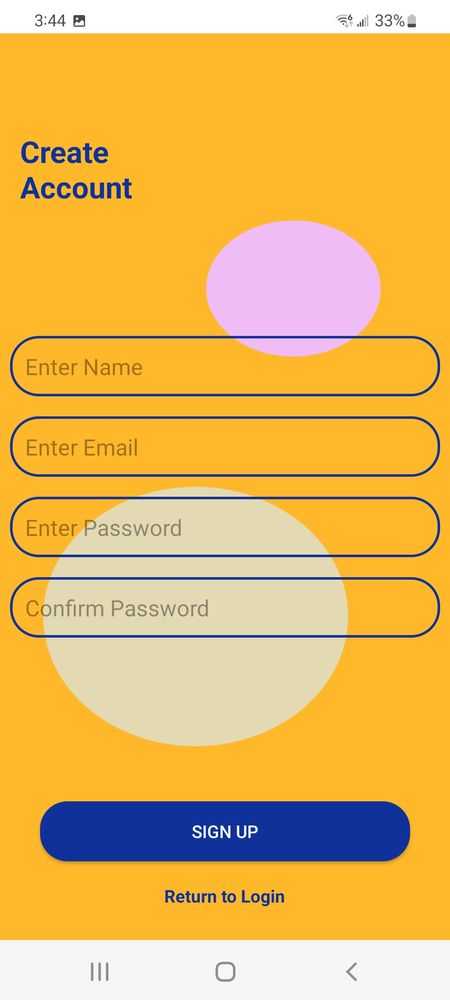 3:44
33%
Create
Account
Enter Name
Enter Email
Enter Password
Confirm Password
SIGN UP
Return to Login